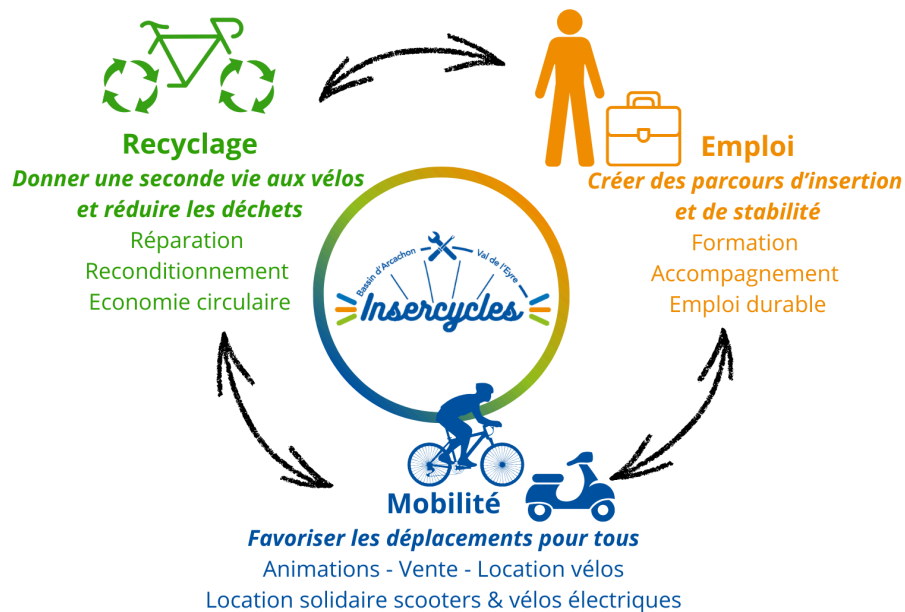 Recyclage
Donner une seconde vie aux vélos
et réduire les déchets
Réparation
Reconditionnement
Economie circulaire
Emploi
Créer des parcours d’insertion
et de stabilité
Formation
Accompagnement
Emploi durable
Bassin d'Arcachon
Val de l'Eyre
Insercycles
Mobilité
Favoriser les déplacements pour tous
Animations - Vente - Location vélos
Location solidaire scooters & vélos électriques